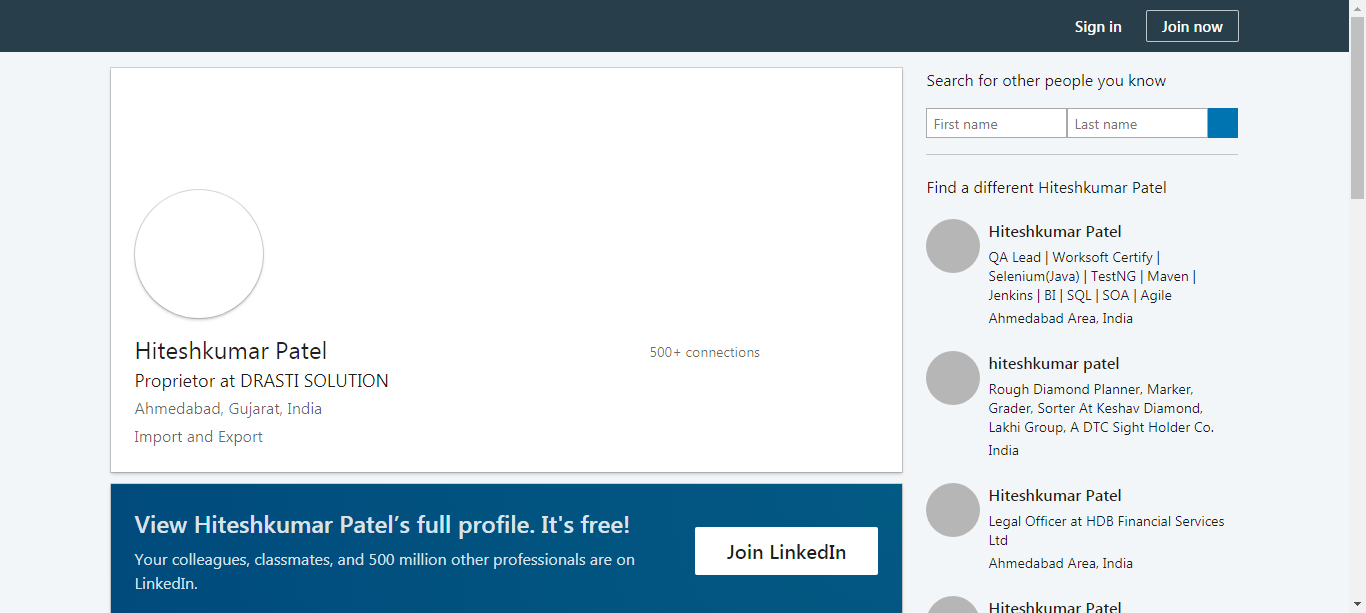 Sign in
Join now
Hiteshkumar Patel
500+ connections
Proprietor at DRASTI SOLUTION
Ahmedabad, Gujarat, India
Import and Export
View Hiteshkumar Patel’s full profile. It's free!
Your colleagues, classmates, and 500 million other professionals are on
LinkedIn.
Join LinkedIn
Search for other people you know
First name
Last name
Find a different Hiteshkumar Patel
Hiteshkumar Patel
QA Lead | Worksoft Certify |
Selenium(Java) | TestNG | Maven |
Jenkins | BI | SQL | SOA | Agile
Ahmedabad Area, India
hiteshkumar patel
Rough Diamond Planner, Marker,
Grader, Sorter At Keshav Diamond,
Lakhi Group, A DTC Sight Holder Co.
India
Hiteshkumar Patel
Legal Officer at HDB Financial Services
Ltd
Ahmedabad Area, India
Hiteshkumar Patel